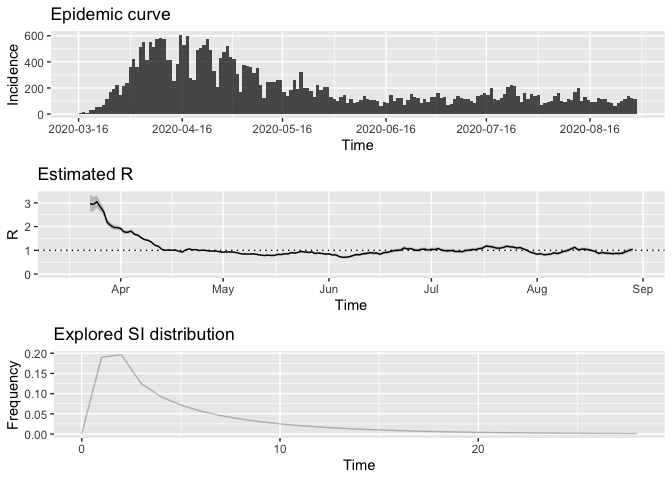 Epidemic curve
600
400
200
0
Incidence
2020-03-16 2020-04-16 2020-05-16 2020-06-16 2020-07-16 2020-08-16
Time
Estimated R
3
2
1
0
R
Apr May Jun Jul Aug Sep
Time
Explored SI distribution
0.20
0.15
0.10
0.05
0.00
Frequency
0 10 20
Time